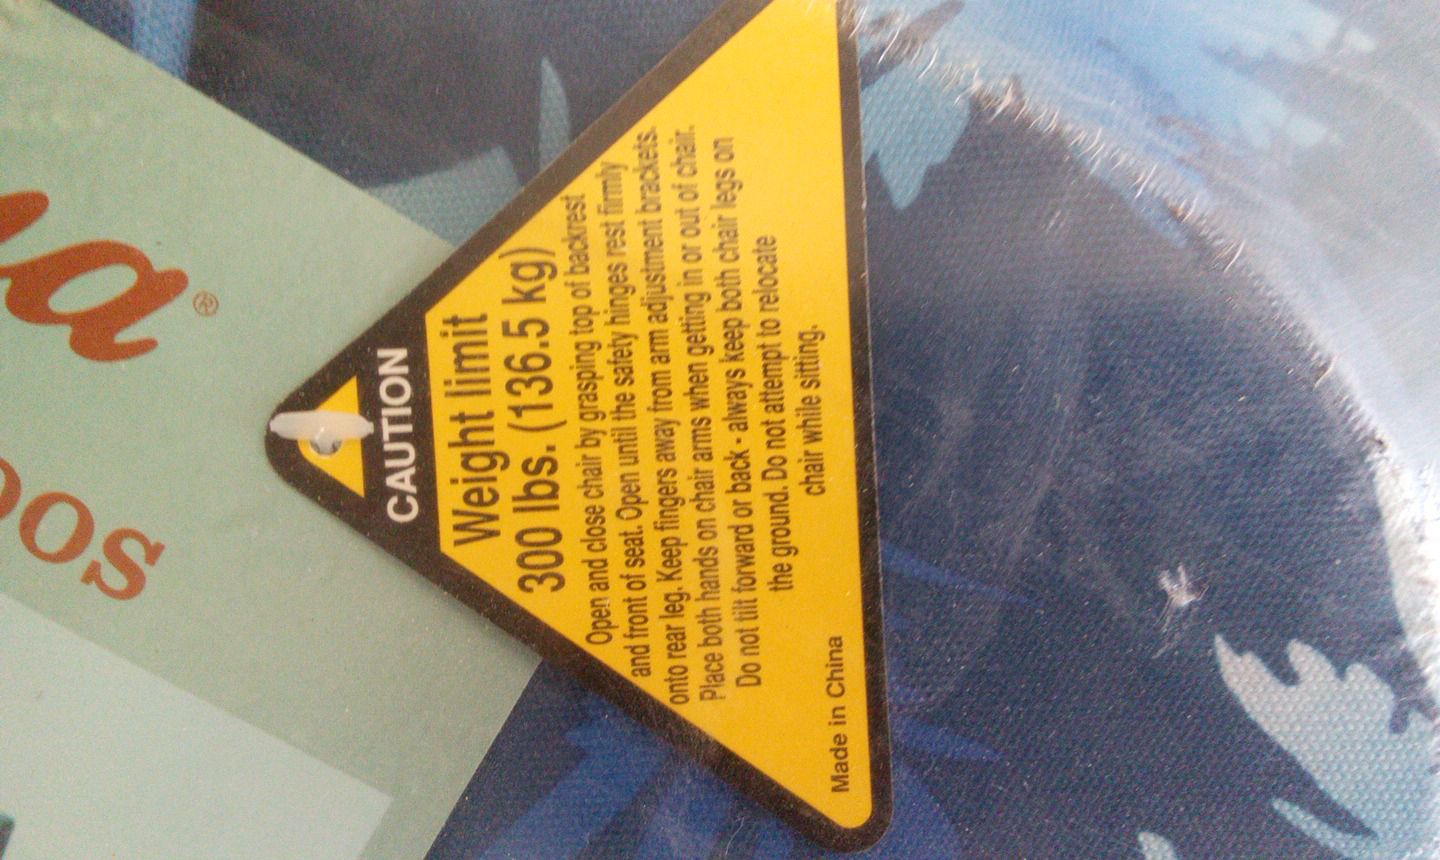 CAUTION
Weight limit
300 lbs. (136.5 kg)
Open and close chair by grasping top of backrest
and front of seat. Open until the safety hinges rest firmly
onto rear leg. Keep fingers away from arm adjustment brackets.
Place both hands on chair arms when getting in or out of chair.
Do not tilt forward or back - always keep both chair legs on
the ground. Do not attempt to relocate
chair while sitting.
Made in China
®